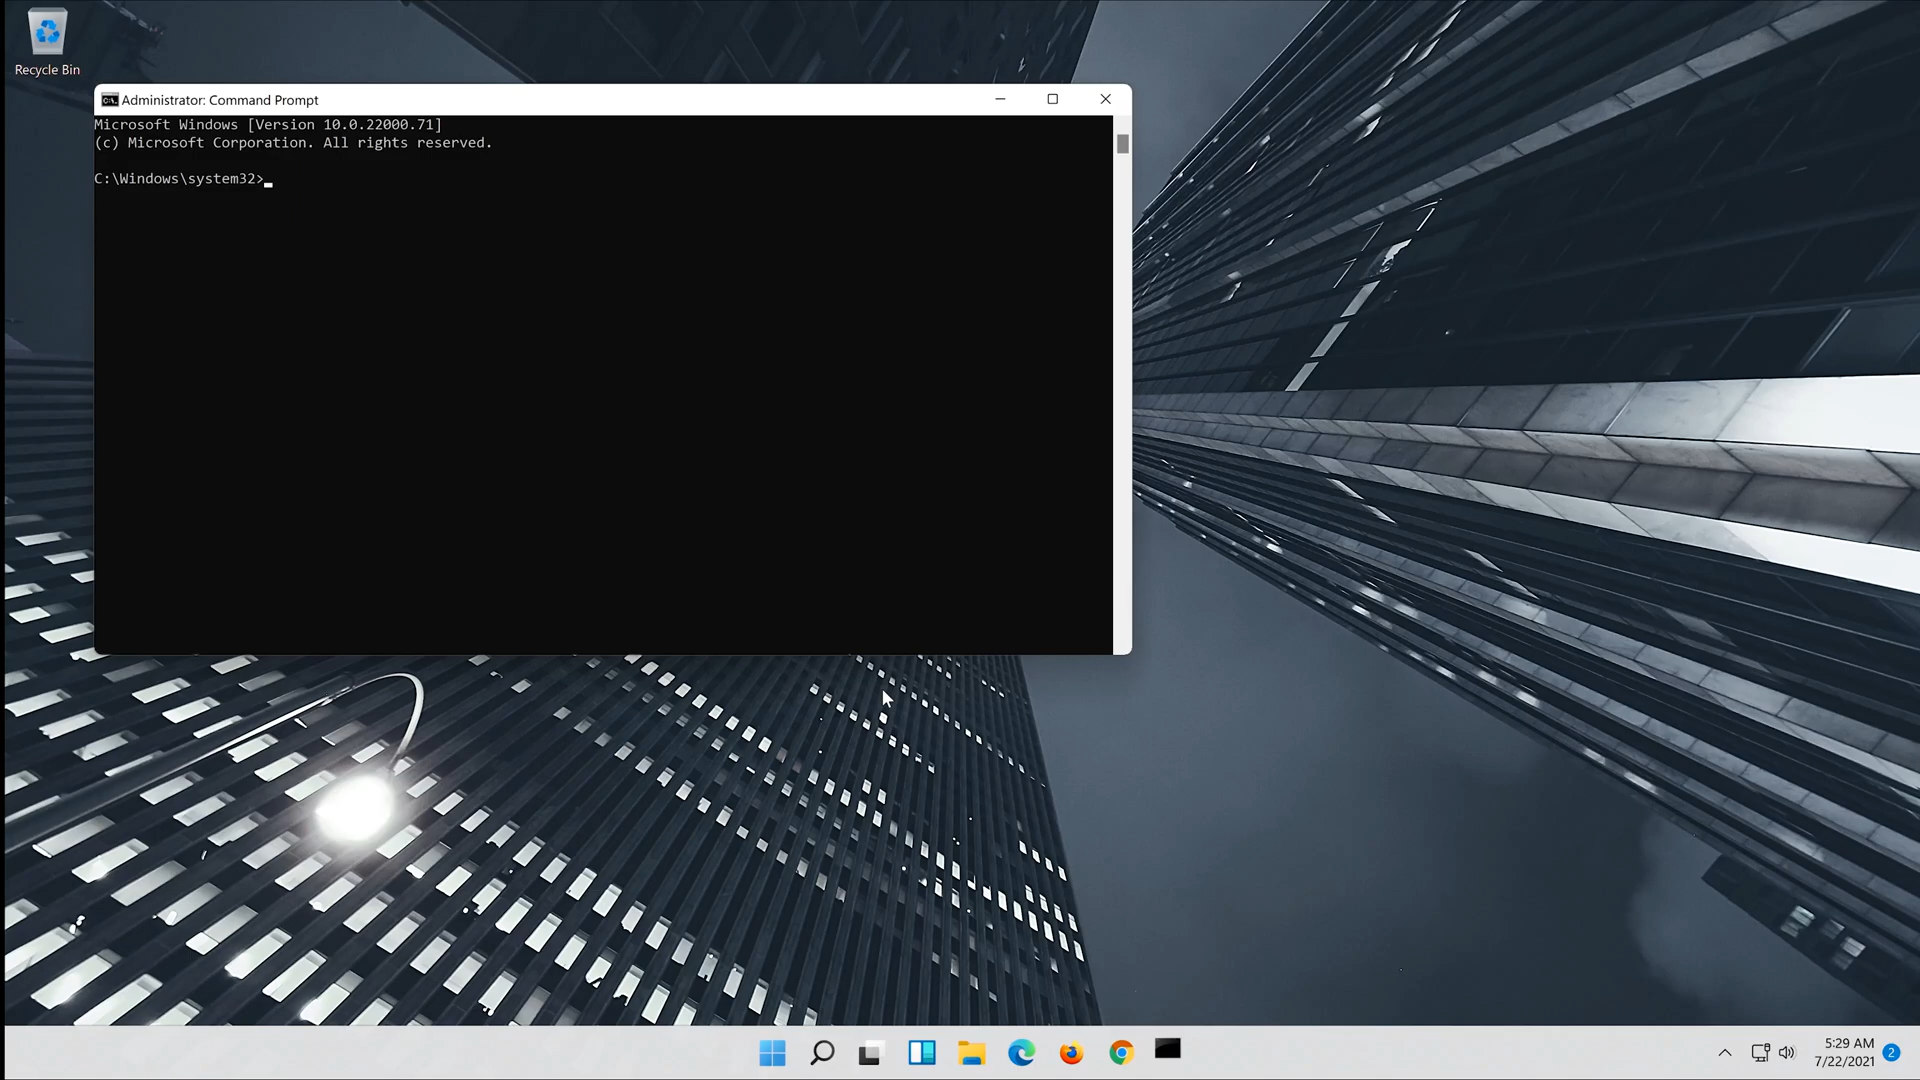 Recycle Bin
Administrator: Command Prompt
Microsoft Windows [Version 10.0.22000.71]
(c) Microsoft Corporation. All rights reserved.
C:\Windows\system32>
5:29 AM
7/22/2021
2